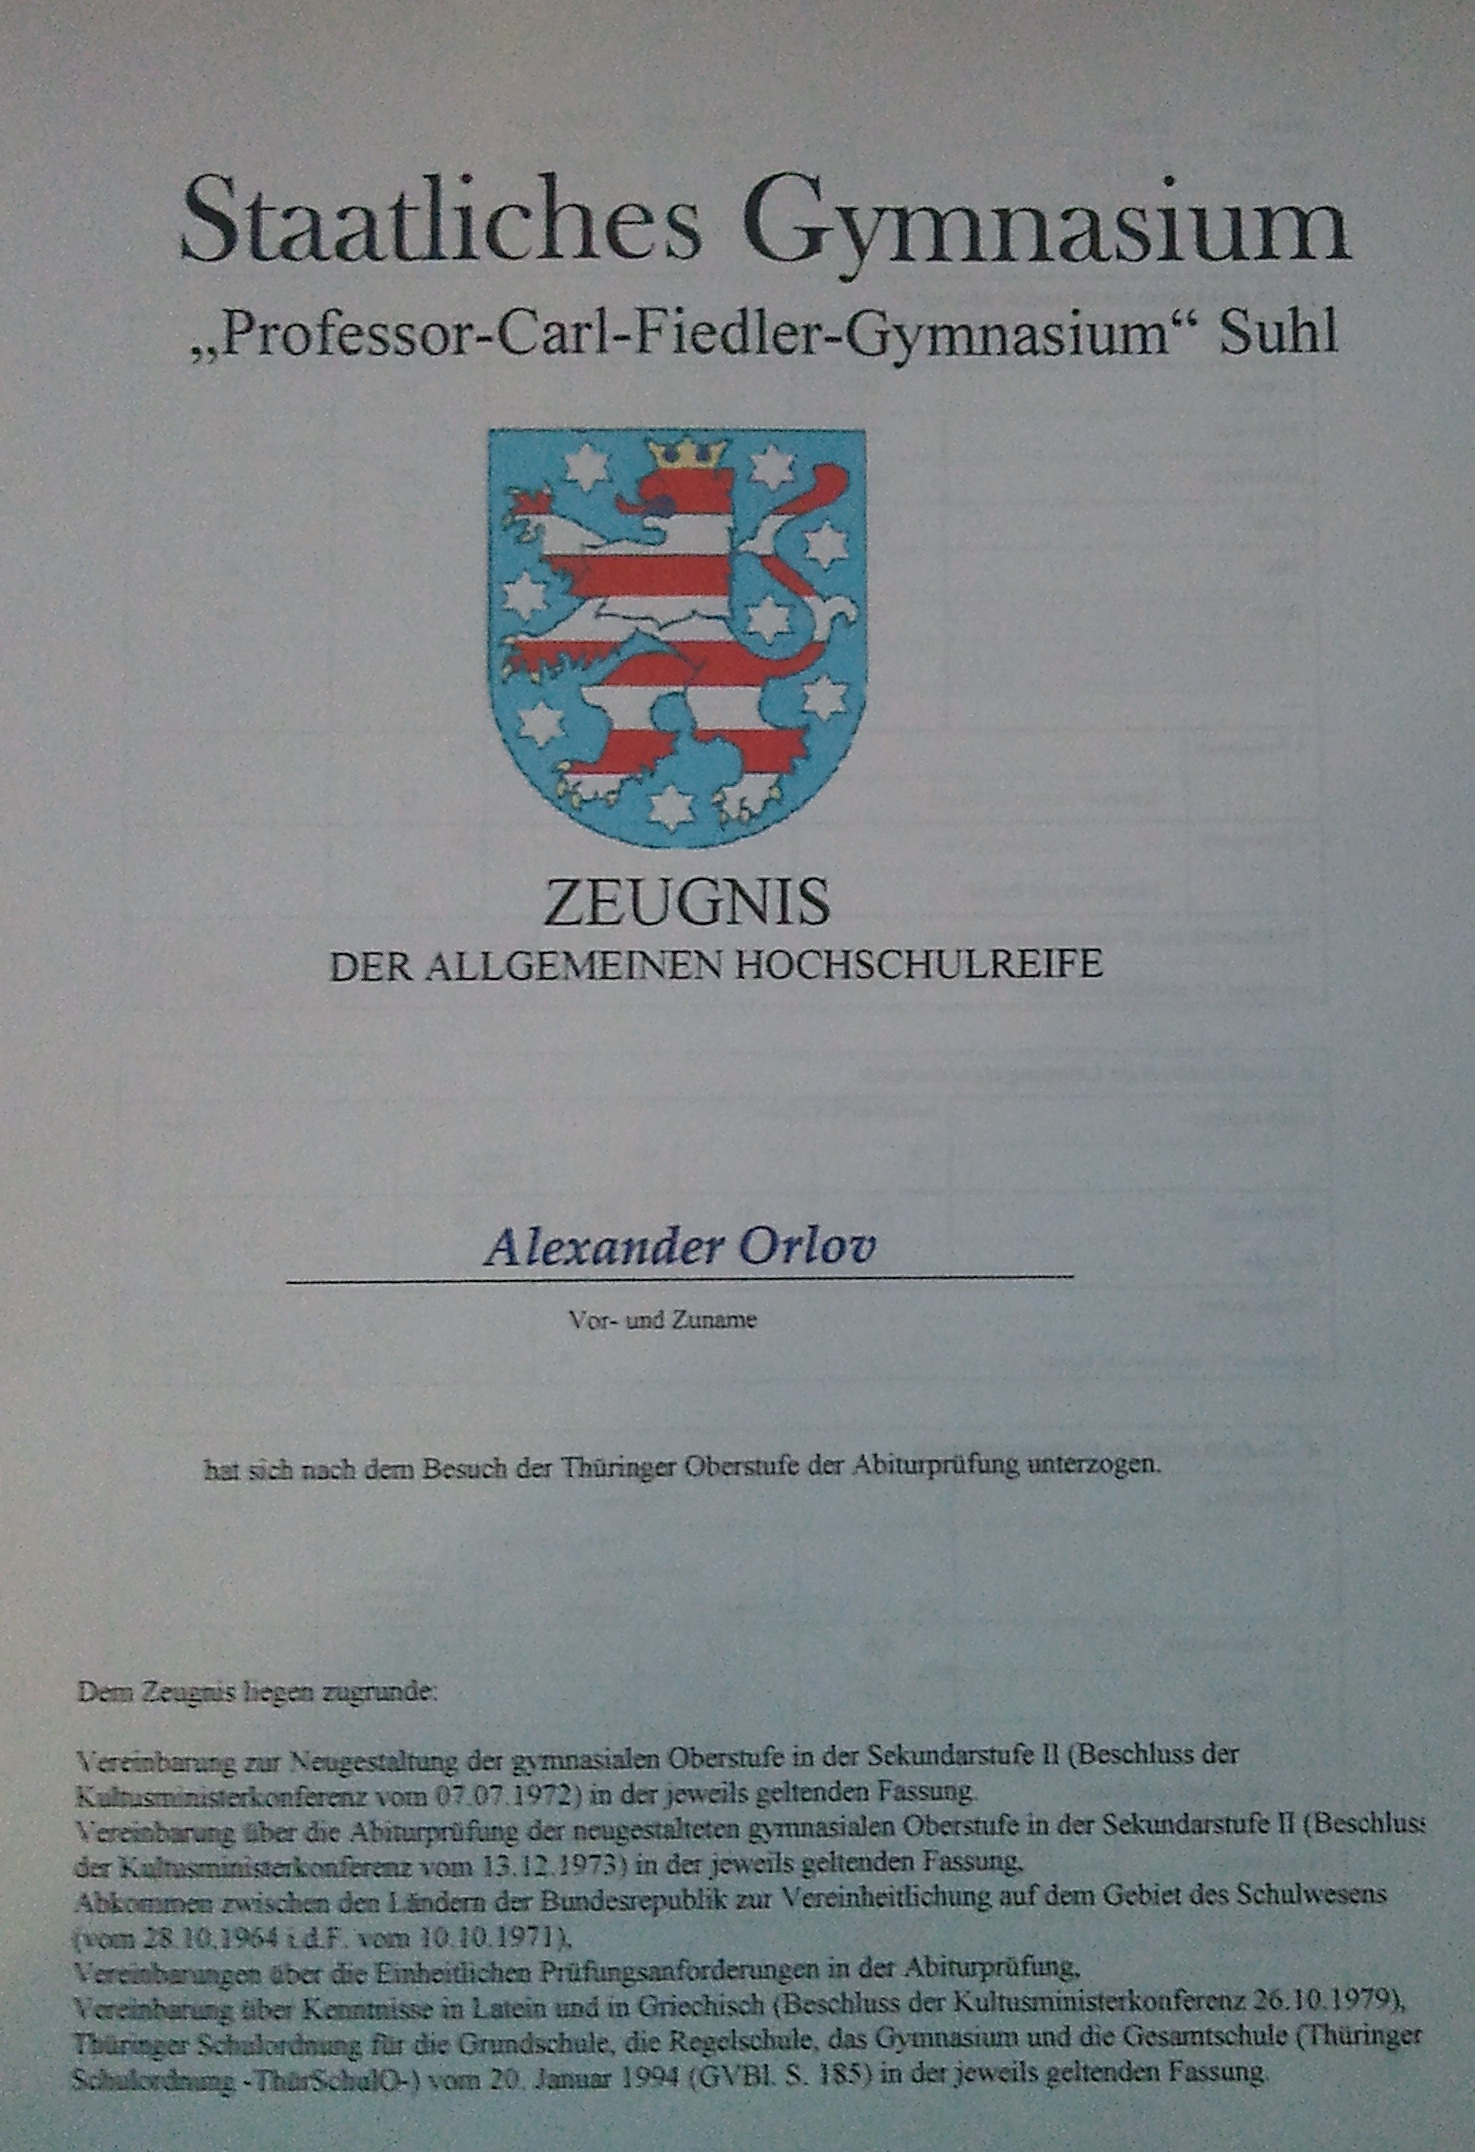 Staatliches Gymnasium
„Professor-Carl-Fiedler-Gymnasium“ Suhl
ZEUGNIS
DER ALLGEMEINEN HOCHSCHULREIFE
Alexander Orlov
Vor- und Zuname
hat sich nach dem Besuch der Thüringer Oberstufe der Abiturprüfung unterzogen.
Dem Zeugnis liegen zugrunde:
Vereinbarung zur Neugestaltung der gymnasialen Oberstufe in der Sekundarstufe II (Beschluss der
Kultusministerkonferenz vom 07.07.1972) in der jeweils geltenden Fassung.
Vereinbarung über die Abiturprüfung der neugestalteten gymnasialen Oberstufe in der Sekundarstufe II (Beschluss
der Kultusministerkonferenz vom 13.12.1973) in der jeweils geltenden Fassung,
Abkommen zwischen den Ländern der Bundesrepublik zur Vereinheitlichung auf dem Gebiet des Schulwesens
(vom 28.10.1964 i.d.F. vom 10.10.1971),
Vereinbarungen über die Einheitlichen Prüfungsanforderungen in der Abiturprüfung,
Vereinbarung über Kenntnisse in Latein und in Griechisch (Beschluss der Kultusministerkonferenz 26.10.1979),
Thüringer Schulordnung für die Grundschule, die Regelschule, das Gymnasium und die Gesamtschule (Thüringer
Schulordnung -ThürSchulO-) vom 20. Januar 1994 (GVBl. S. 185) in der jeweils geltenden Fassung.